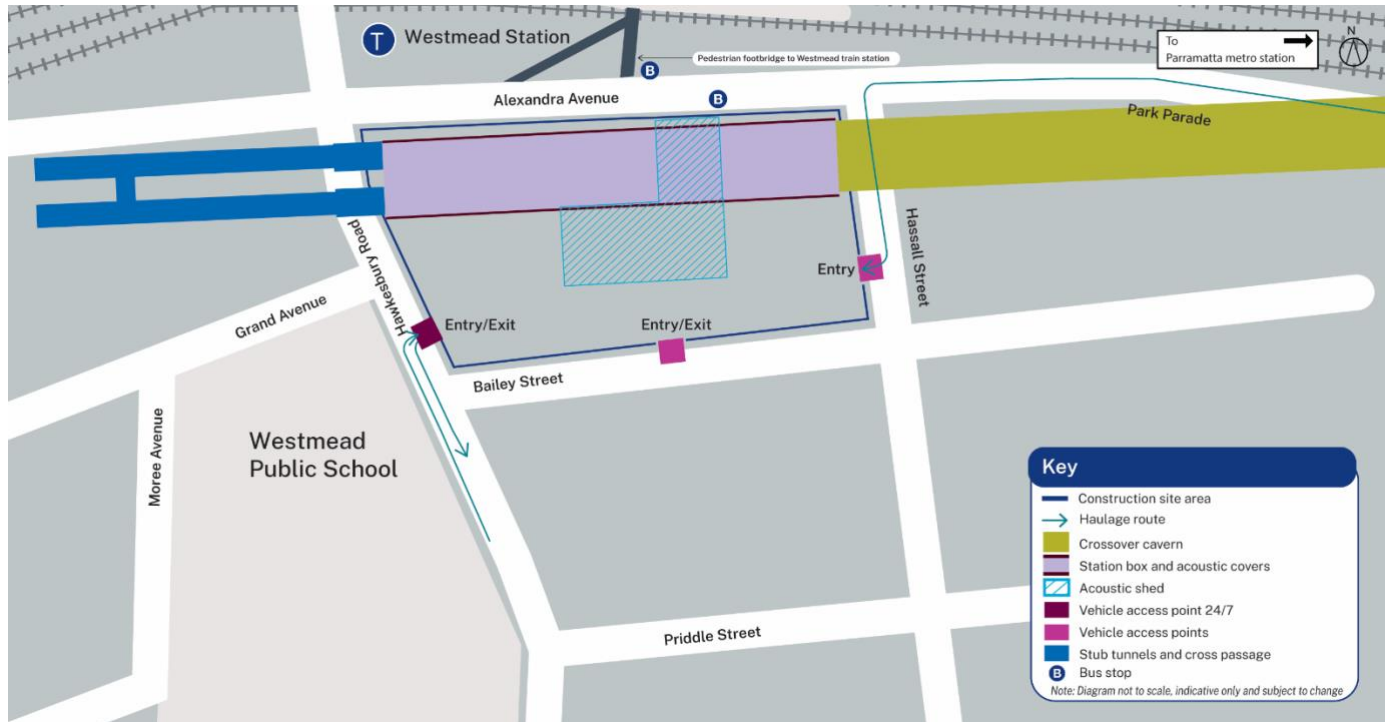 T
Westmead Station
Pedestrian footbridge to Westmead train station
To
Parramatta metro station
N
B
Alexandra Avenue
B
Park Parade
Hawkesbury Road
Hassall Street
Grand Avenue
Entry
Entry/Exit
Entry/Exit
Bailey Street
Moree Avenue
Westmead
Public School
Priddle Street
Key
Construction site area
Haulage route
Crossover cavern
Station box and acoustic covers
Acoustic shed
Vehicle access point 24/7
Vehicle access points
Stub tunnels and cross passage
B Bus stop
Note: Diagram not to scale, indicative only and subject to change